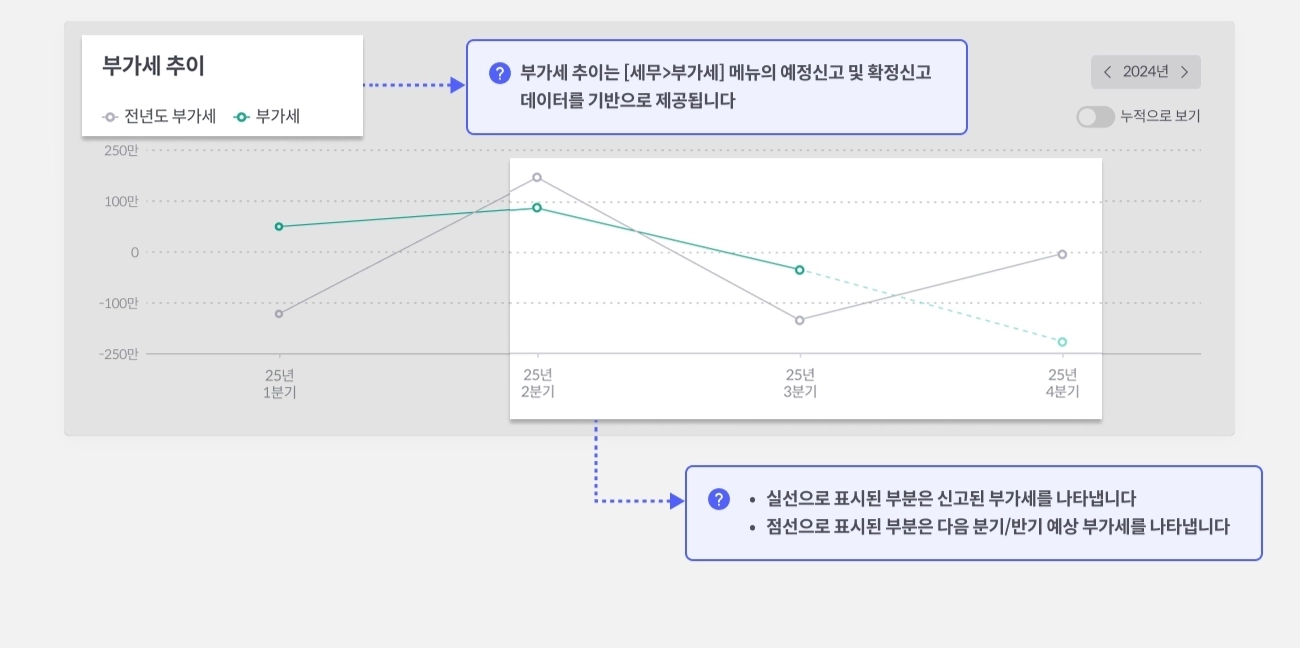 부가세 추이
전년도 부가세
부가세
? 부가세 추이는 [세무>부가세] 메뉴의 예정신고 및 확정신고
데이터를 기반으로 제공됩니다
< 2024년 >
누적으로 보기
250만
100만
0
-100만
-250만
25년
1분기
25년
2분기
25년
3분기
25년
4분기
? • 실선으로 표시된 부분은 신고된 부가세를 나타냅니다
• 점선으로 표시된 부분은 다음 분기/반기 예상 부가세를 나타냅니다